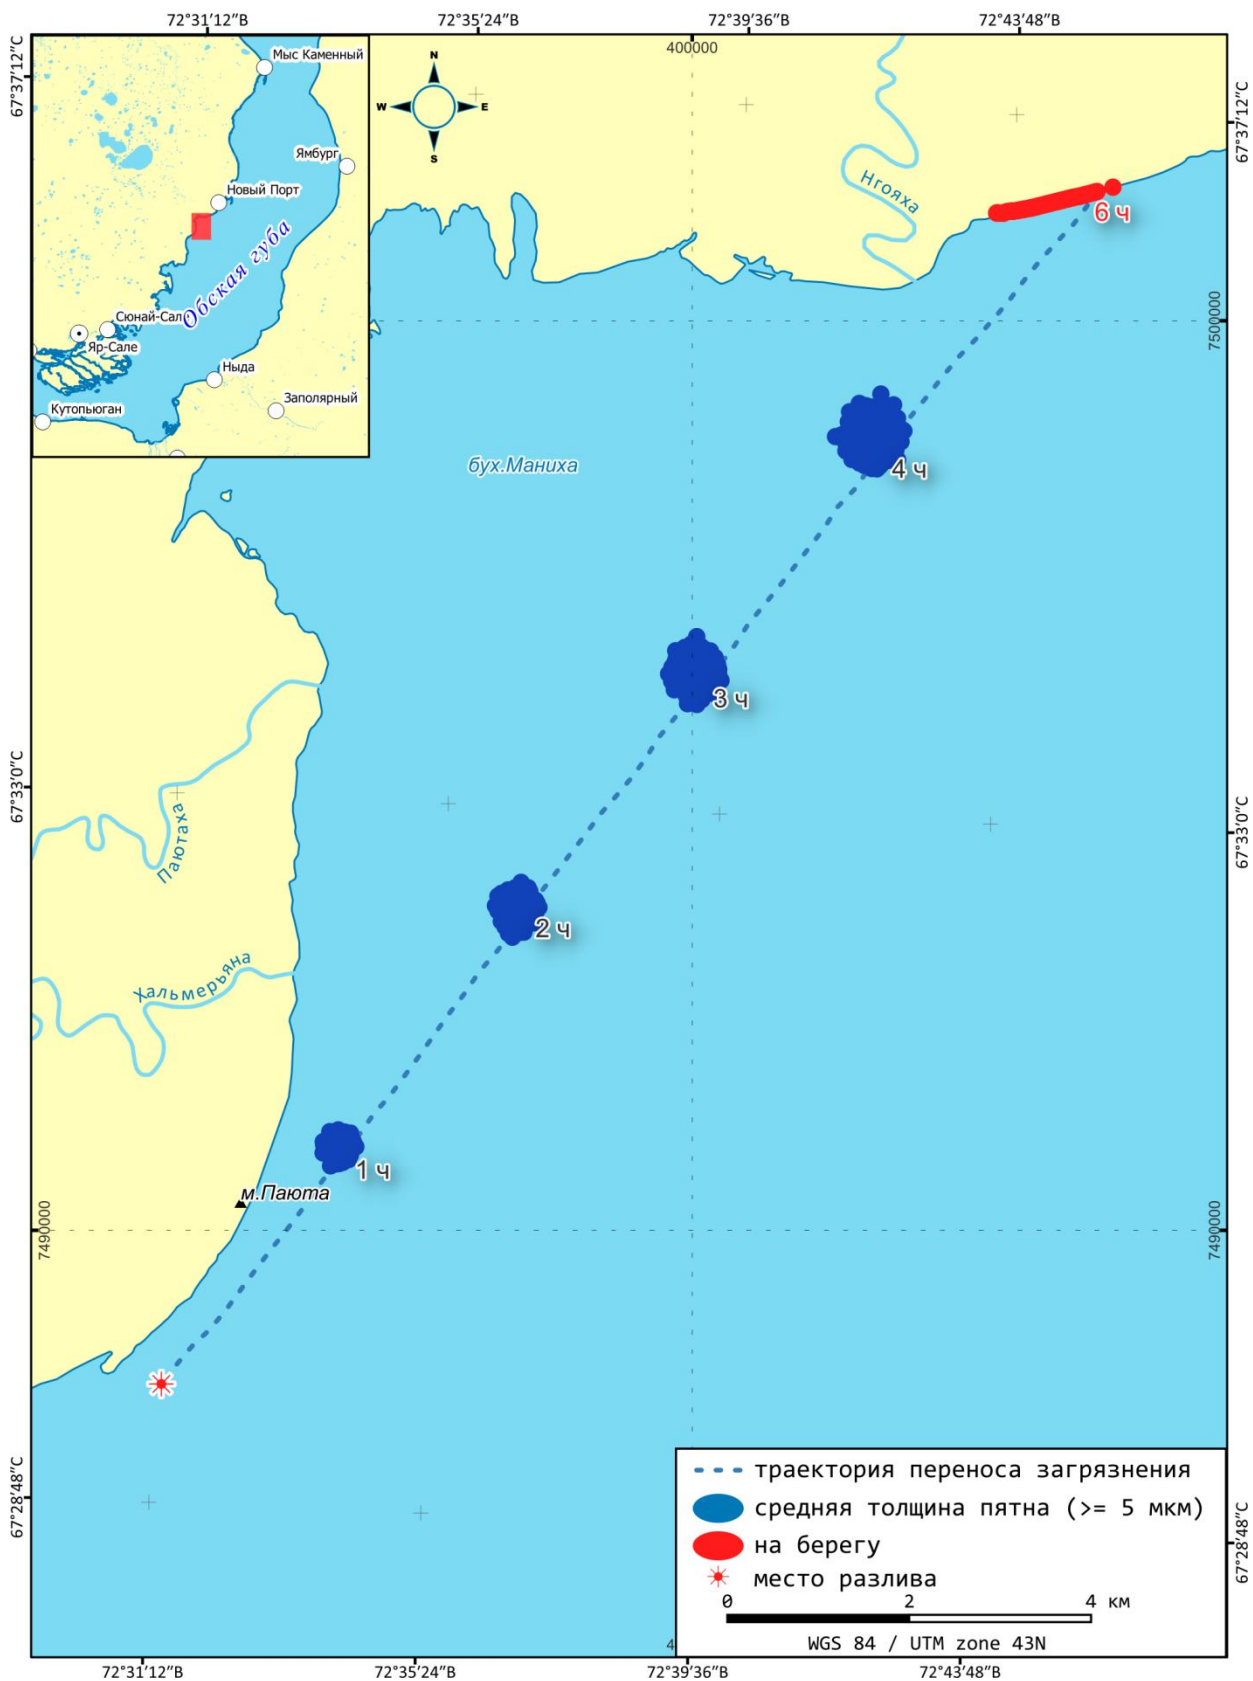 72°31'12"В
72°35'24"В
72°39'36"В
72°43'48"В
67°37'12"С
67°37'12"С
400000
N
W
E
S
Мыс Каменный
Ямбург
Новый Порт
Обская губа
Сюнай-Сал
Яр-Сале
Ныда
Заполярный
Кутопьюган
Нгояха
6 ч
7500000
бух.Маниха
4 ч
3 ч
67°33'0"С
67°33'0"С
Паютаха
2 ч
Хальмерьяна
1 ч
м.Паюта
7490000
7490000
67°28'48"С
67°28'48"С
траектория переноса загрязнения
средняя толщина пятна (>= 5 мкм)
на берегу
место разлива
0
2
4 км
WGS 84 / UTM zone 43N
4
72°31'12"В
72°35'24"В
72°39'36"В
72°43'48"В